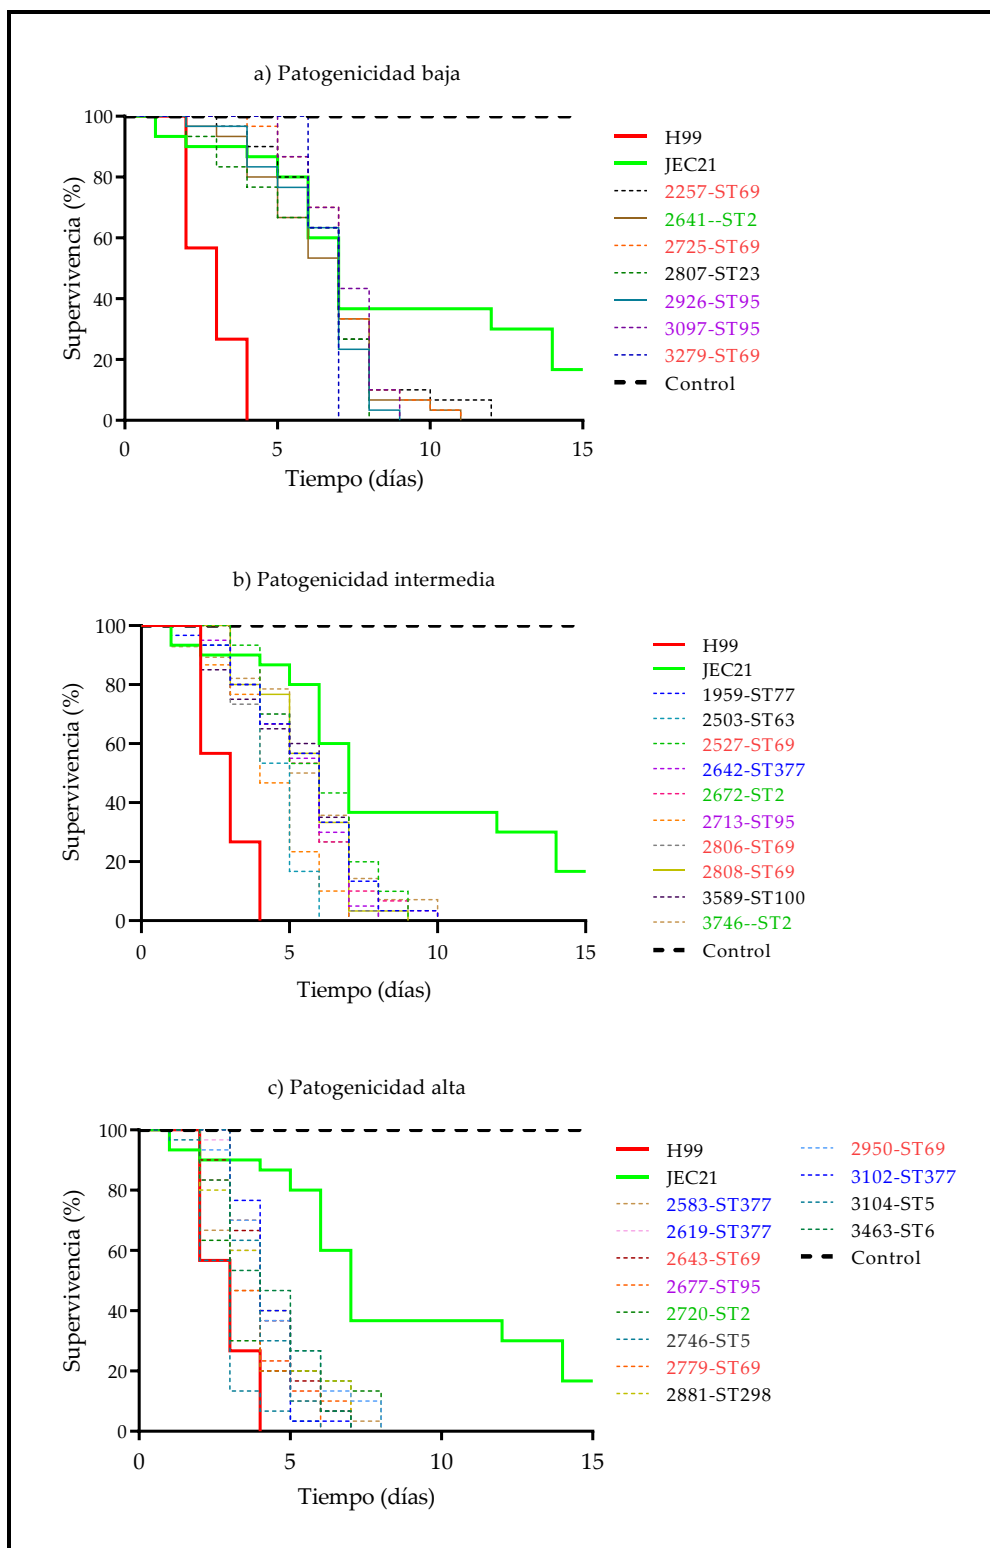 a) Patogenicidad baja
Supervivencia (%)
100
80
60
40
20
0
0 5 10 15
Tiempo (días)
H99
JEC21
2257-ST69
2641--ST2
2725-ST69
2807-ST23
2926-ST95
3097-ST95
3279-ST69
Control
b) Patogenicidad intermedia
Supervivencia (%)
100
80
60
40
20
0
0 5 10 15
Tiempo (días)
H99
JEC21
1959-ST77
2503-ST63
2527-ST69
2642-ST377
2672-ST2
2713-ST95
2806-ST69
2808-ST69
3589-ST100
3746--ST2
Control
c) Patogenicidad alta
Supervivencia (%)
100
80
60
40
20
0
0 5 10 15
Tiempo (días)
H99
JEC21
2583-ST377
2619-ST377
2643-ST69
2677-ST95
2720-ST2
2746-ST5
2779-ST69
2881-ST298
2950-ST69
3102-ST377
3104-ST5
3463-ST6
Control